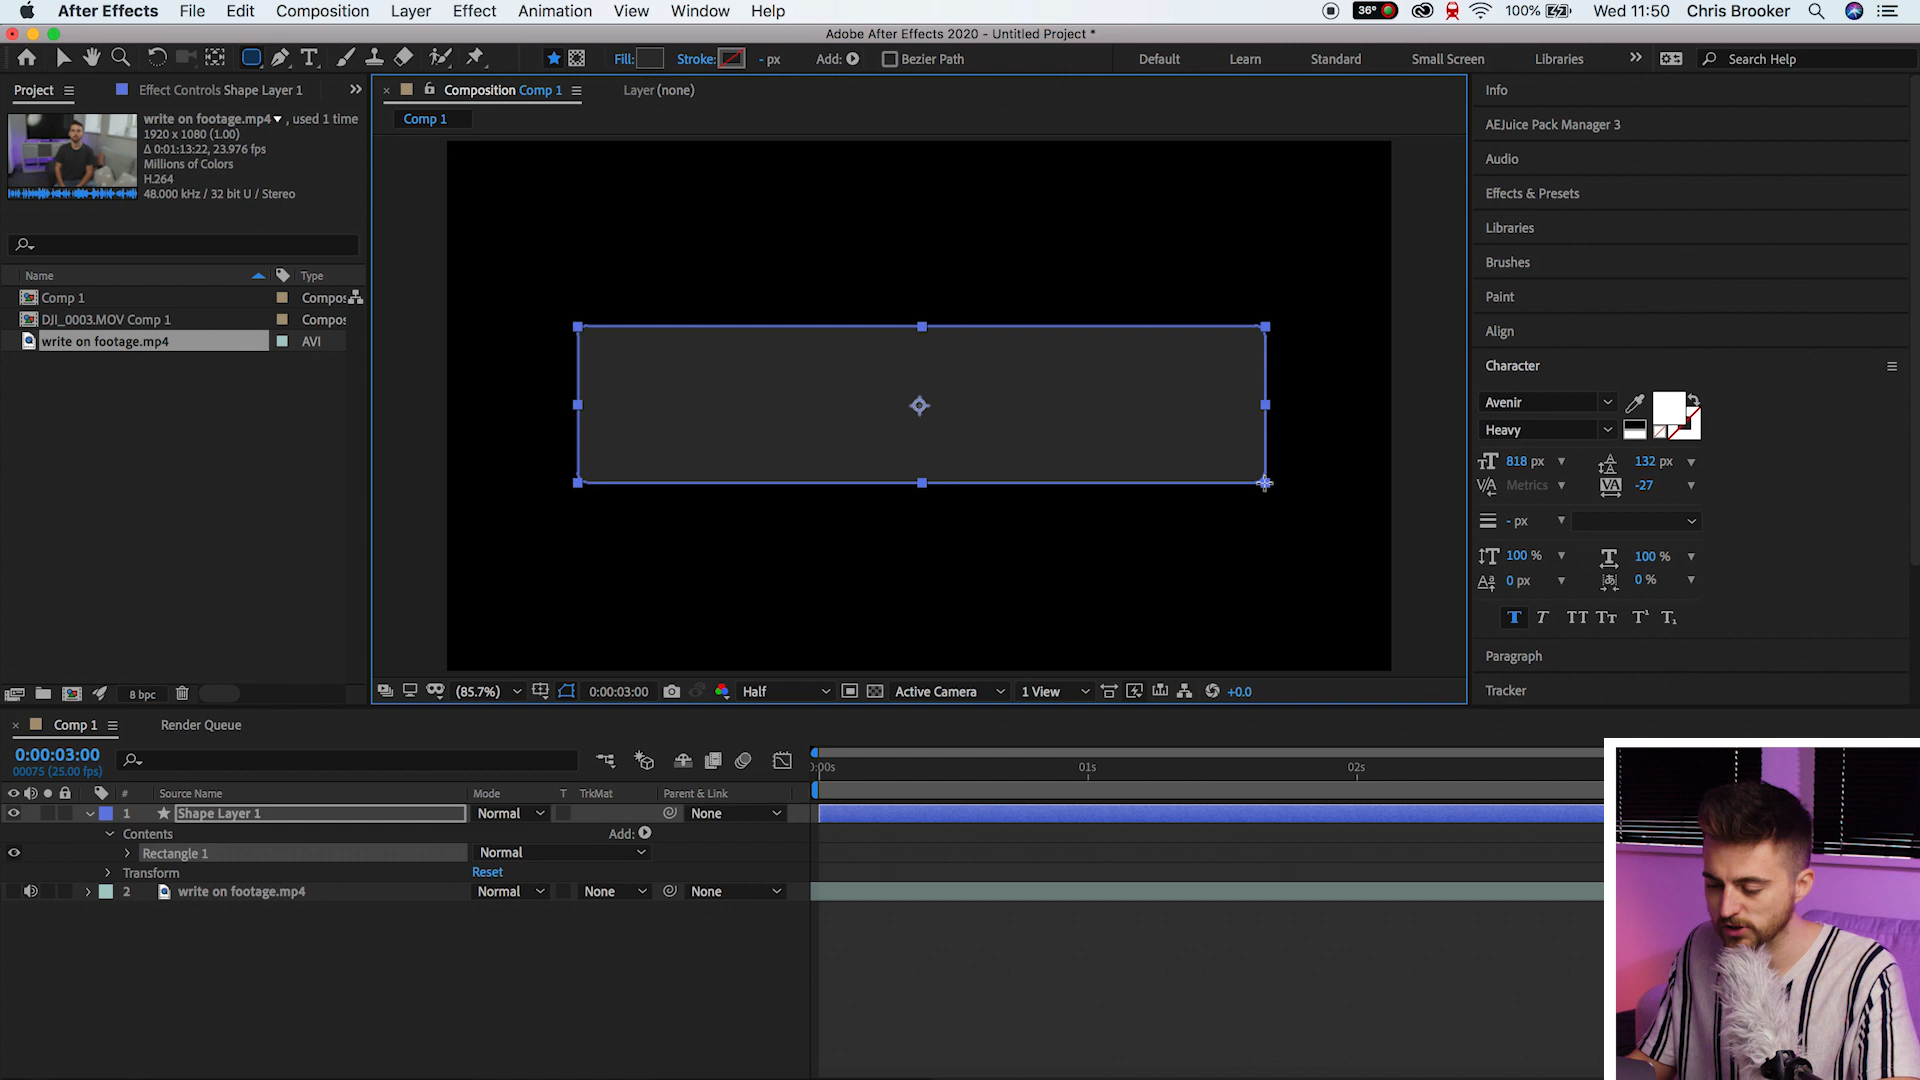 After Effects File Edit Composition Layer Effect Animation View Window Help 36° 100% Wed 11:50 Chris Brooker
Adobe After Effects 2020 - Untitled Project *
Fill: Stroke: - px Add: Bezier Path Default Learn Standard Small Screen Libraries Search Help
Project Effect Controls Shape Layer 1 Composition Comp 1 Layer (none) Info
Comp 1
write on footage.mp4 , used 1 time
1920 x 1080 (1.00)
Δ 0:01:13:22, 23.976 fps
Millions of Colors
H.264
48.000 kHz / 32 bit U / Stereo
AEJuice Pack Manager 3
Audio
Effects & Presets
Libraries
Brushes
Paint
Align
Character
Name Type
Comp 1 Compos
DJI_0003.MOV Comp 1 Compos
write on footage.mp4 AVI
Avenir
Heavy
818 px 132 px
Metrics -27
- px
100 % 100 %
0 px 0 %
T T TT Tt T¹ T₁
Paragraph
Tracker
8 bpc (85.7%) 0:00:03:00 Half Active Camera 1 View +0.0
Comp 1 Render Queue
0:00:03:00
00075 (25.00 fps)
0:00s 01s 02s
# Source Name Mode T TrkMat Parent & Link
1 Shape Layer 1 Normal None
Contents Add:
Rectangle 1 Normal
Transform Reset
2 write on footage.mp4 Normal None None